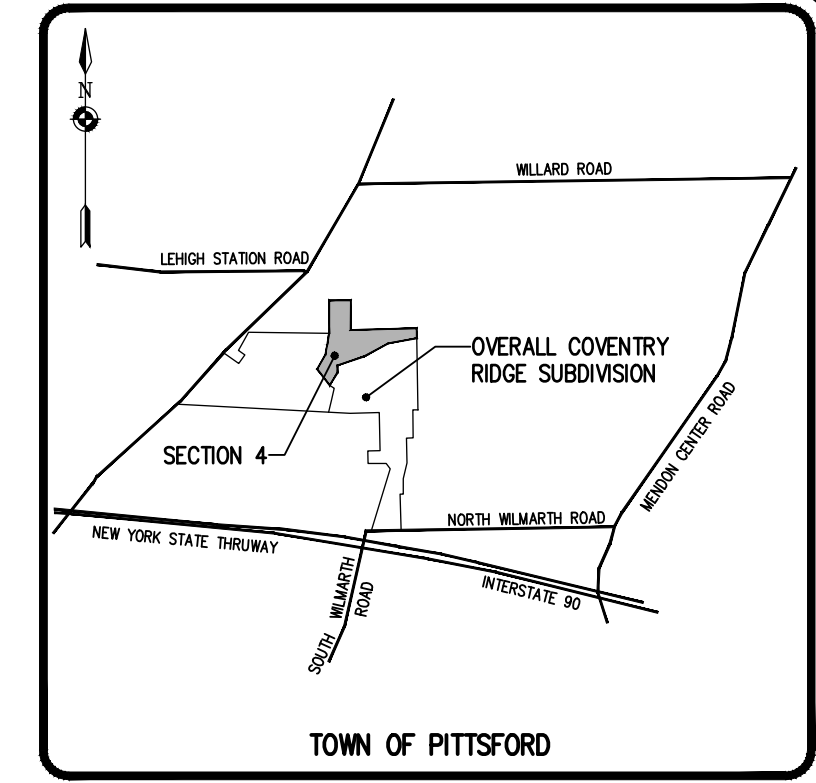 N
WILLARD ROAD
LEHIGH STATION ROAD
OVERALL COVENTRY
RIDGE SUBDIVISION
MENDON CENTER ROAD
SECTION 4
NORTH WILMARTH ROAD
NEW YORK STATE THRUWAY
INTERSTATE 90
SOUTH WILMARTH
ROAD
TOWN OF PITTSFORD